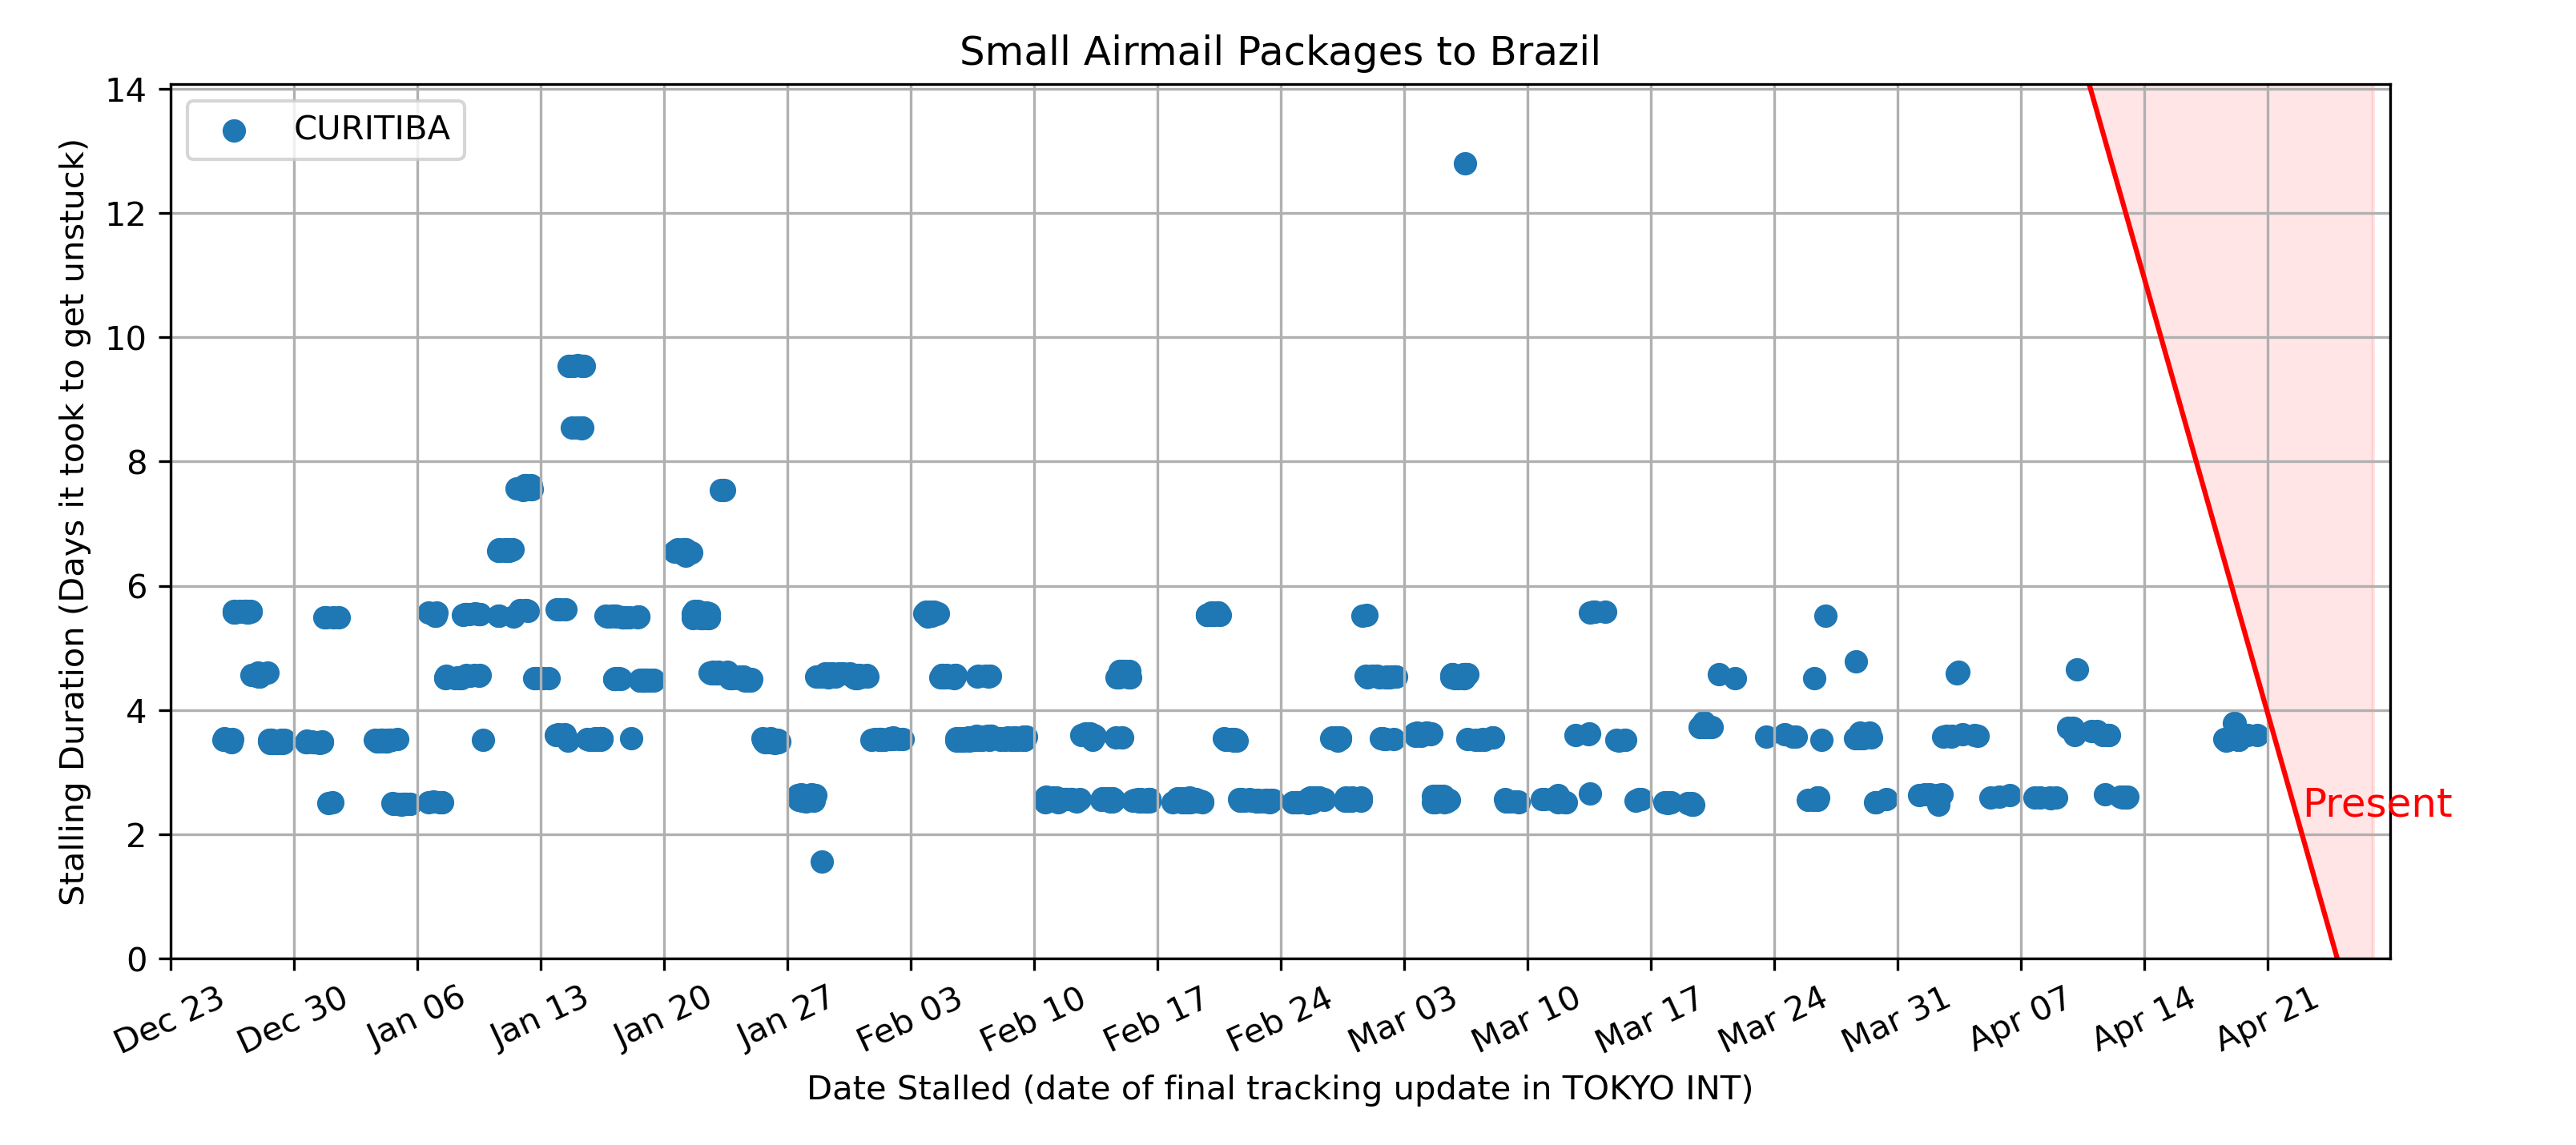 Small Airmail Packages to Brazil
CURITIBA
Stalling Duration (Days it took to get unstuck)
14
12
10
8
6
4
2
0
Present
Dec 23
Dec 30
Jan 06
Jan 13
Jan 20
Jan 27
Feb 03
Feb 10
Feb 17
Feb 24
Mar 03
Mar 10
Mar 17
Mar 24
Mar 31
Apr 07
Apr 14
Apr 21
Date Stalled (date of final tracking update in TOKYO INT)